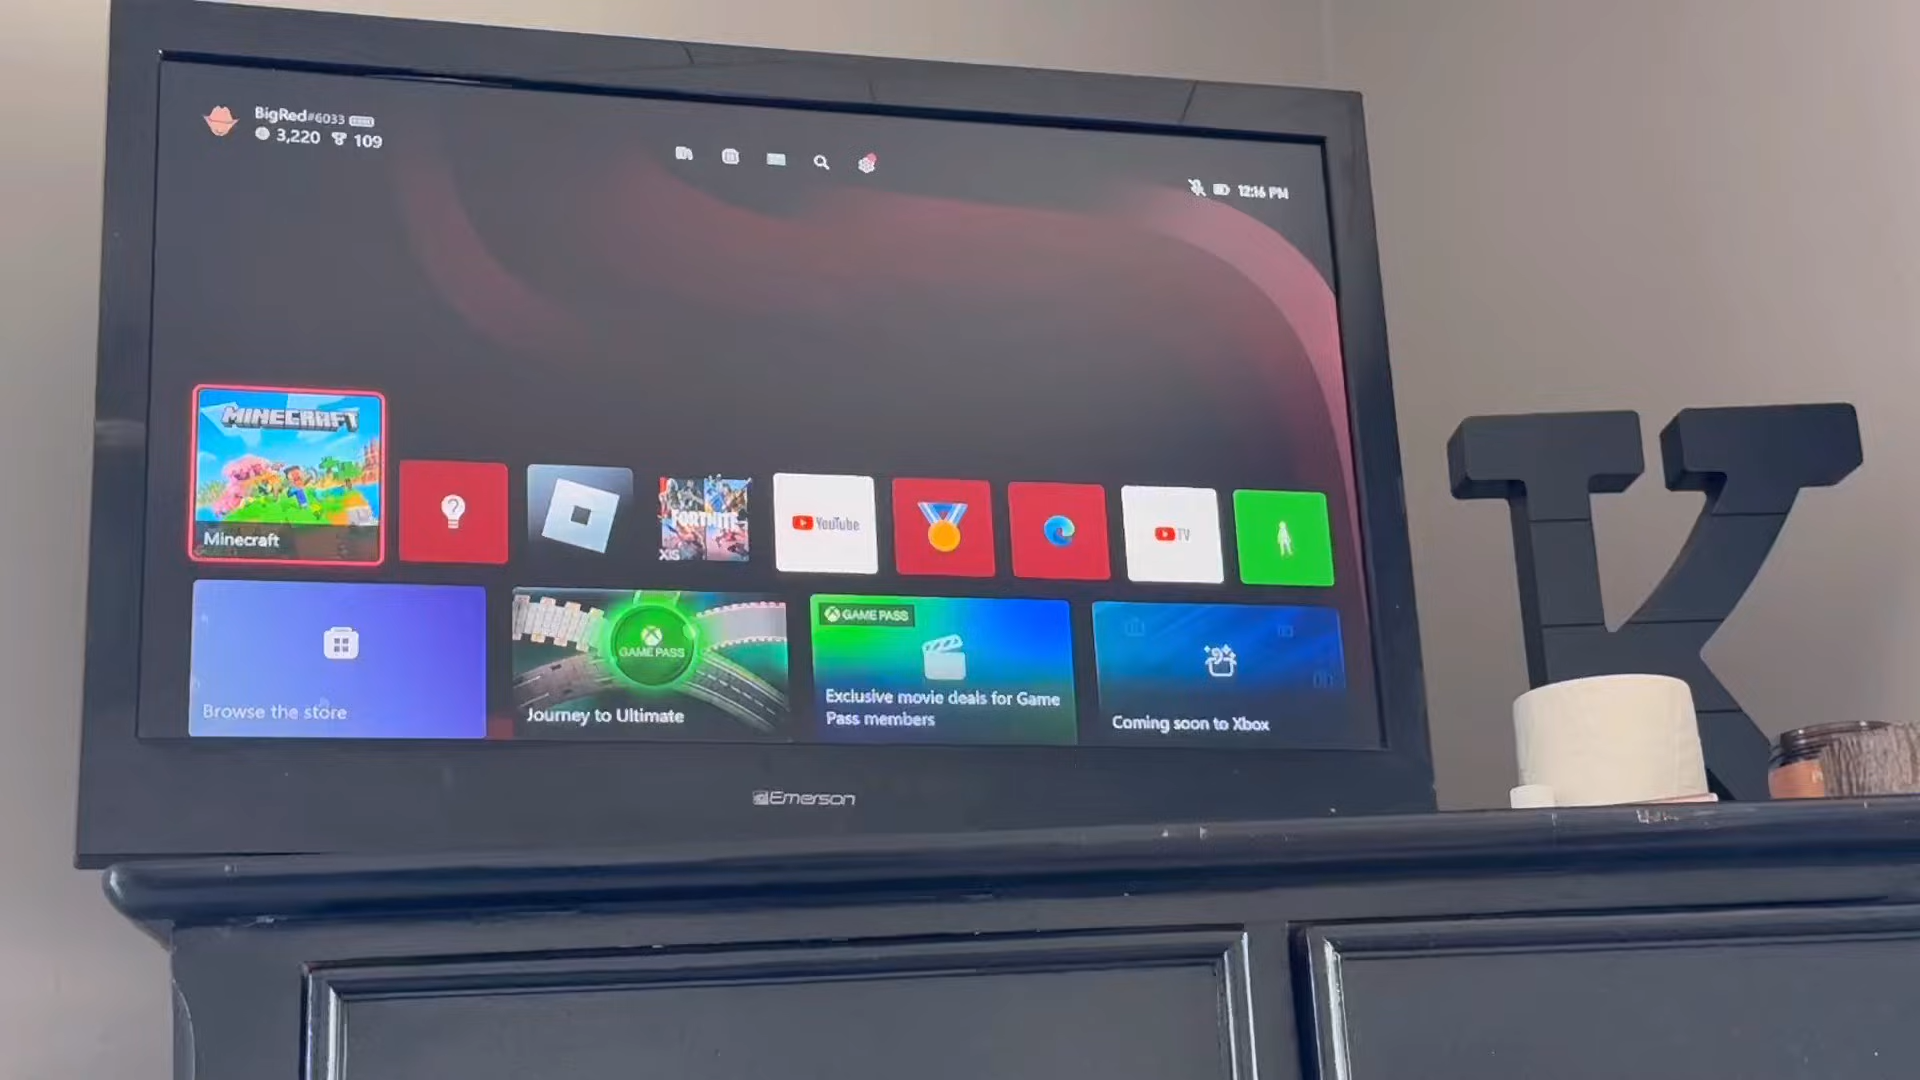 BigRed#6033
3,220 109
12:16 PM
MINECRAFT
Minecraft
FORTNITE
X|S
YouTube
TV
Browse the store
GAME PASS
Journey to Ultimate
GAME PASS
Exclusive movie deals for Game
Pass members
Coming soon to Xbox
Emerson
K